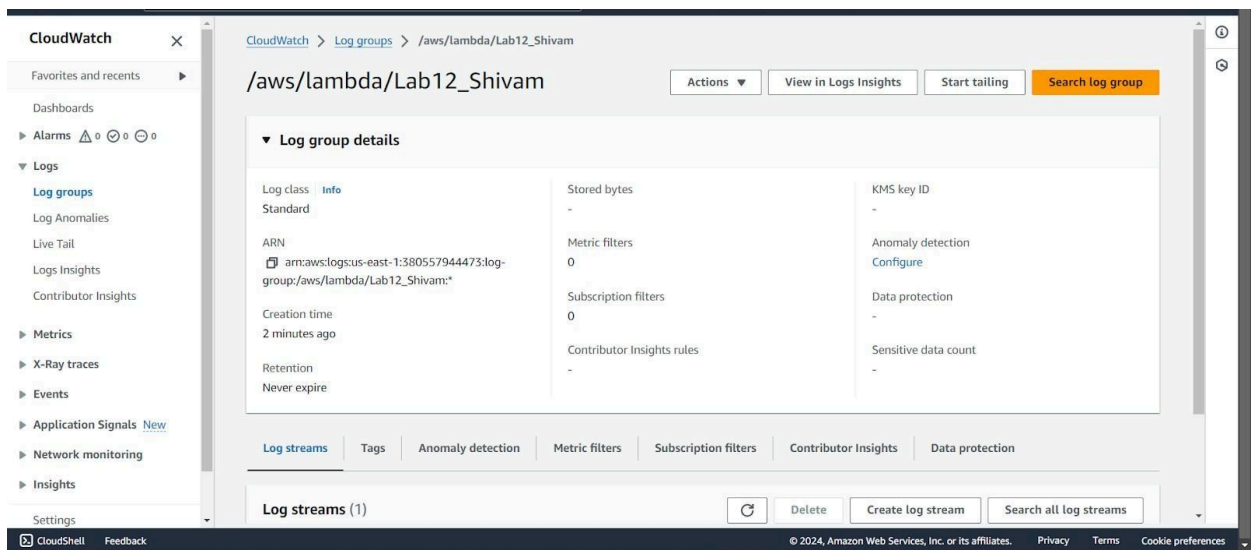 CloudWatch
Favorites and recents
Dashboards
Alarms 0 0 0
Logs
Log groups
Log Anomalies
Live Tail
Logs Insights
Contributor Insights
Metrics
X-Ray traces
Events
Application Signals New
Network monitoring
Insights
Settings
CloudWatch > Log groups > /aws/lambda/Lab12_Shivam
/aws/lambda/Lab12_Shivam
Actions
View in Logs Insights
Start tailing
Search log group
Log group details
Log class Info
Standard
ARN
arn:aws:logs:us-east-1:380557944473:log-
group:/aws/lambda/Lab12_Shivam:*
Creation time
2 minutes ago
Retention
Never expire
Stored bytes
-
Metric filters
0
Subscription filters
0
Contributor Insights rules
-
KMS key ID
-
Anomaly detection
Configure
Data protection
-
Sensitive data count
-
Log streams Tags Anomaly detection Metric filters Subscription filters Contributor Insights Data protection
Log streams (1)
Delete
Create log stream
Search all log streams
CloudShell Feedback
© 2024, Amazon Web Services, Inc. or its affiliates. Privacy Terms Cookie preferences